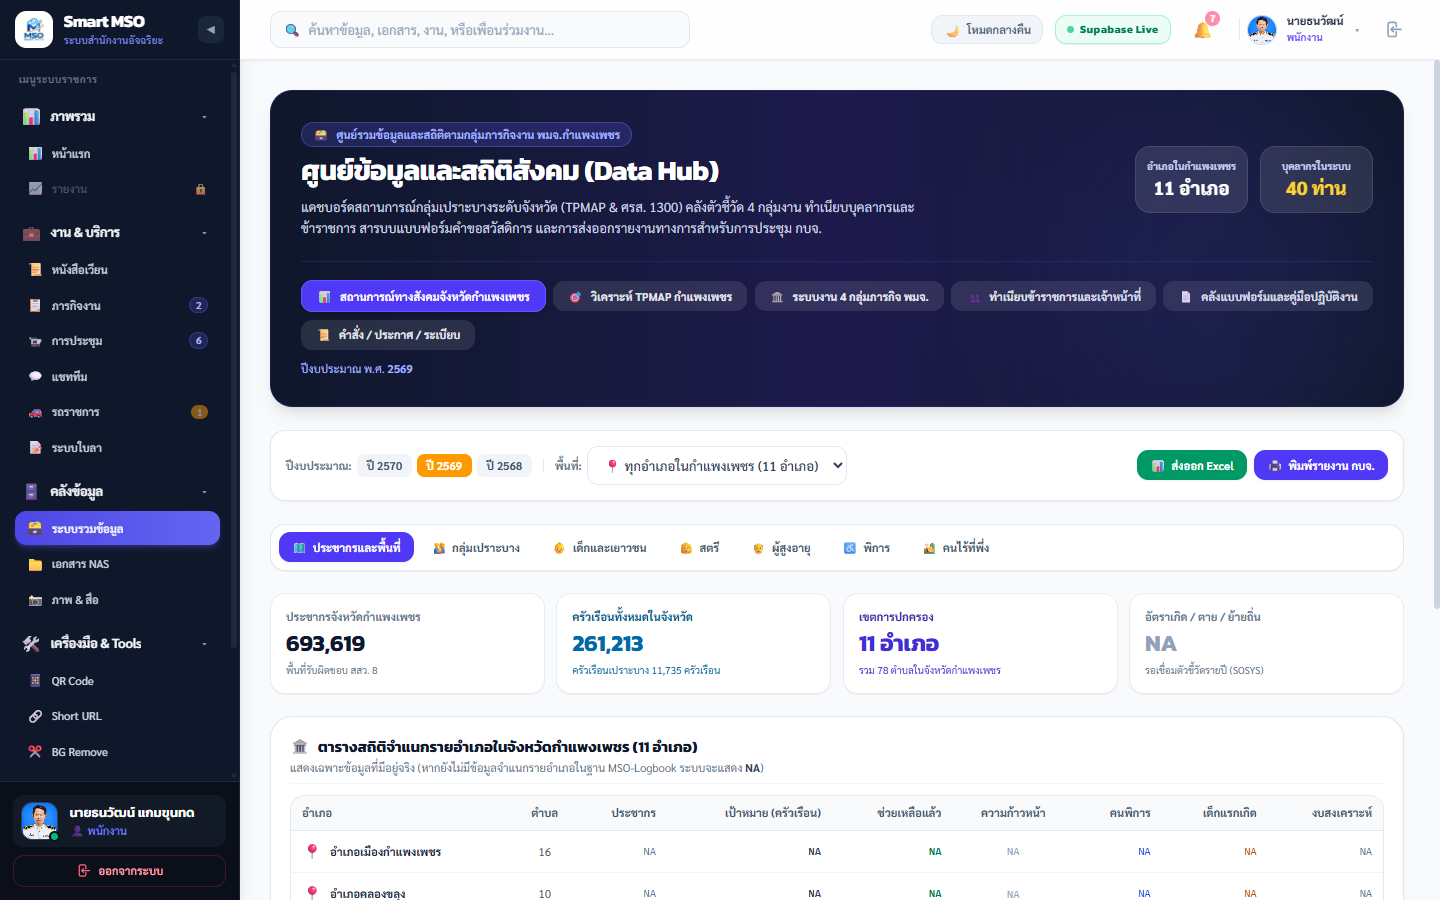 Smart MSO
ระบบสำนักงานอัจฉริยะ
เมนูระบบราชการ
ภาพรวม
หน้าแรก
รายงาน
งาน & บริการ
หนังสือเวียน
ภารกิจงาน 2
การประชุม 6
แชททีม
รถราชการ 1
ระบบใบลา
คลังข้อมูล
ระบบรวมข้อมูล
เอกสาร NAS
ภาพ & สื่อ
เครื่องมือ & Tools
QR Code
Short URL
BG Remove
นายธนวัฒน์ แกมขุนทด
พนักงาน
ออกจากระบบ
ค้นหาข้อมูล, เอกสาร, งาน, หรือเพื่อนร่วมงาน...
โหมดกลางคืน
Supabase Live
7
นายธนวัฒน์
พนักงาน
ศูนย์รวมข้อมูลและสถิติตามกลุ่มภารกิจงาน พมจ.กำแพงเพชร
ศูนย์ข้อมูลและสถิติสังคม (Data Hub)
แดชบอร์ดสถานการณ์กลุ่มเปราะบางระดับจังหวัด (TPMAP & ศรส. 1300) คลังตัวชี้วัด 4 กลุ่มงาน ทำเนียบบุคลากรและ
ข้าราชการ สารบบแบบฟอร์มคำขอสวัสดิการ และการส่งออกรายงานทางการสำหรับการประชุม กบจ.
อำเภอในกำแพงเพชร
11 อำเภอ
บุคลากรในระบบ
40 ท่าน
สถานการณ์ทางสังคมจังหวัดกำแพงเพชร
วิเคราะห์ TPMAP กำแพงเพชร
ระบบงาน 4 กลุ่มภารกิจ พมจ.
ทำเนียบข้าราชการและเจ้าหน้าที่
คลังแบบฟอร์มและคู่มือปฏิบัติงาน
คำสั่ง / ประกาศ / ระเบียบ
ปีงบประมาณ พ.ศ. 2569
ปีงบประมาณ: ปี 2570 ปี 2569 ปี 2568 พื้นที่: ทุกอำเภอในกำแพงเพชร (11 อำเภอ)
ส่งออก Excel
พิมพ์รายงาน กบจ.
ประชากรและพื้นที่ กลุ่มเปราะบาง เด็กและเยาวชน สตรี ผู้สูงอายุ พิการ คนไร้ที่พึ่ง
ประชากรจังหวัดกำแพงเพชร
693,619
พื้นที่รับผิดชอบ สสว. 8
ครัวเรือนทั้งหมดในจังหวัด
261,213
ครัวเรือนเปราะบาง 11,735 ครัวเรือน
เขตการปกครอง
11 อำเภอ
รวม 78 ตำบลในจังหวัดกำแพงเพชร
อัตราเกิด / ตาย / ย้ายถิ่น
NA
รอเชื่อมตัวชี้วัดรายปี (SOSYS)
ตารางสถิติจำแนกรายอำเภอในจังหวัดกำแพงเพชร (11 อำเภอ)
แสดงเฉพาะข้อมูลที่มีอยู่จริง (หากยังไม่มีข้อมูลจำแนกรายอำเภอในฐาน MSO-Logbook ระบบจะแสดง NA)
อำเภอ ตำบล ประชากร เป้าหมาย (ครัวเรือน) ช่วยเหลือแล้ว ความก้าวหน้า คนพิการ เด็กแรกเกิด งบสงเคราะห์
อำเภอเมืองกำแพงเพชร 16 NA NA NA NA NA NA NA
อำเภอคลองขลุง 10 NA NA NA NA NA NA NA